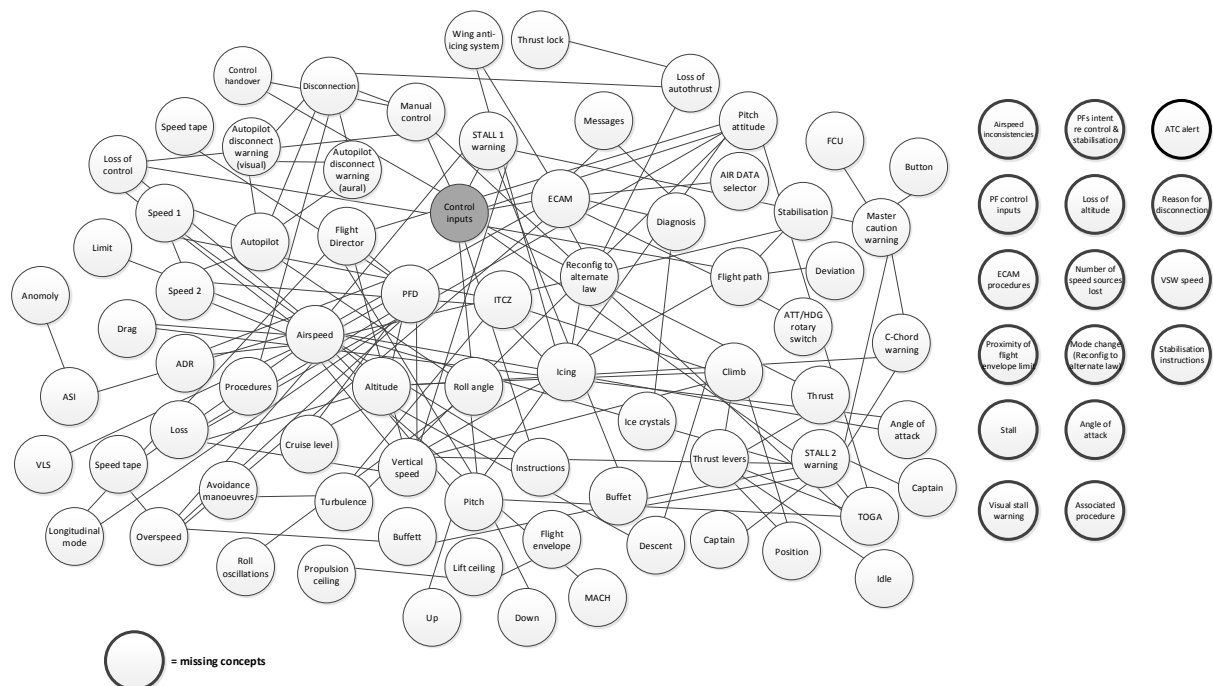 Wing anti-
icing system
Thrust lock
Control
handover
Disconnection
Loss of
autothrust
Manual
control
Messages
Pitch
attitude
Speed tape
Autopilot
disconnect
warning
(visual)
STALL 1
warning
FCU
Loss of
control
Autopilot
disconnect
warning
(aural)
Button
AIR DATA
selector
Control
inputs
ECAM
Speed 1
Diagnosis
Stabilisation
Master
caution
warning
Limit
Autopilot
Flight
Director
Reconfig to
alternate
law
Flight path
Deviation
Anomoly
Speed 2
PFD
ITCZ
Drag
Airspeed
ATT/HDG
rotary
switch
C-Chord
warning
ADR
Procedures
Altitude
Roll angle
Icing
Climb
ASI
Thrust
Loss
Cruise level
Ice crystals
Angle of
attack
VLS
Speed tape
Vertical
speed
Instructions
Thrust levers
STALL 2
warning
Avoidance
manoeuvres
Turbulence
Pitch
Buffet
Captain
TOGA
Longitudinal
mode
Overspeed
Buffett
Flight
envelope
Descent
Captain
Position
Roll
oscillations
Propulsion
ceiling
Lift ceiling
Idle
MACH
Up
Down
Airspeed
inconsistencies
PFs intent
re control &
stabilisation
ATC alert
PF control
inputs
Loss of
altitude
Reason for
disconnection
ECAM
procedures
Number of
speed sources
lost
VSW speed
Proximity of
flight
envelope limit
Mode change
(Reconfig to
alternate law)
Stabilisation
instructions
Stall
Angle of
attack
Visual stall
warning
Associated
procedure
= missing concepts